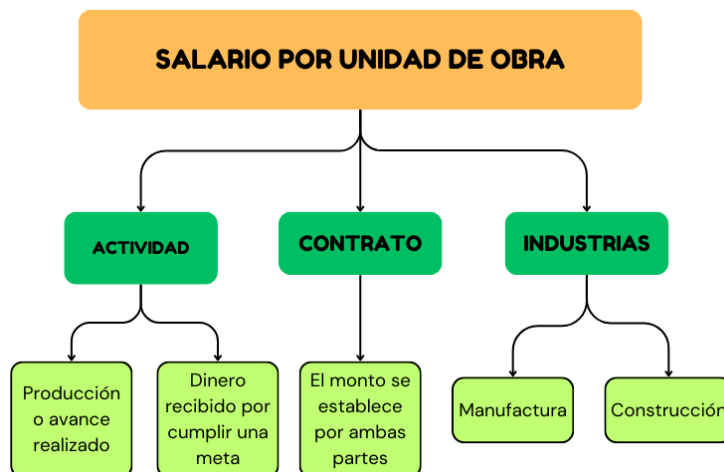 SALARIO POR UNIDAD DE OBRA
ACTIVIDAD
CONTRATO
INDUSTRIAS
Producción
o avance
realizado
Dinero
recibido por
cumplir una
meta
El monto se
establece
por ambas
partes
Manufactura
Construcción